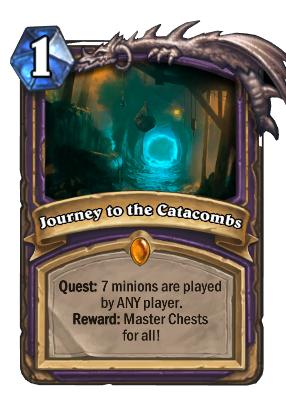 1
Journey to the Catacombs
Quest: 7 minions are played
by ANY player.
Reward: Master Chests
for all!